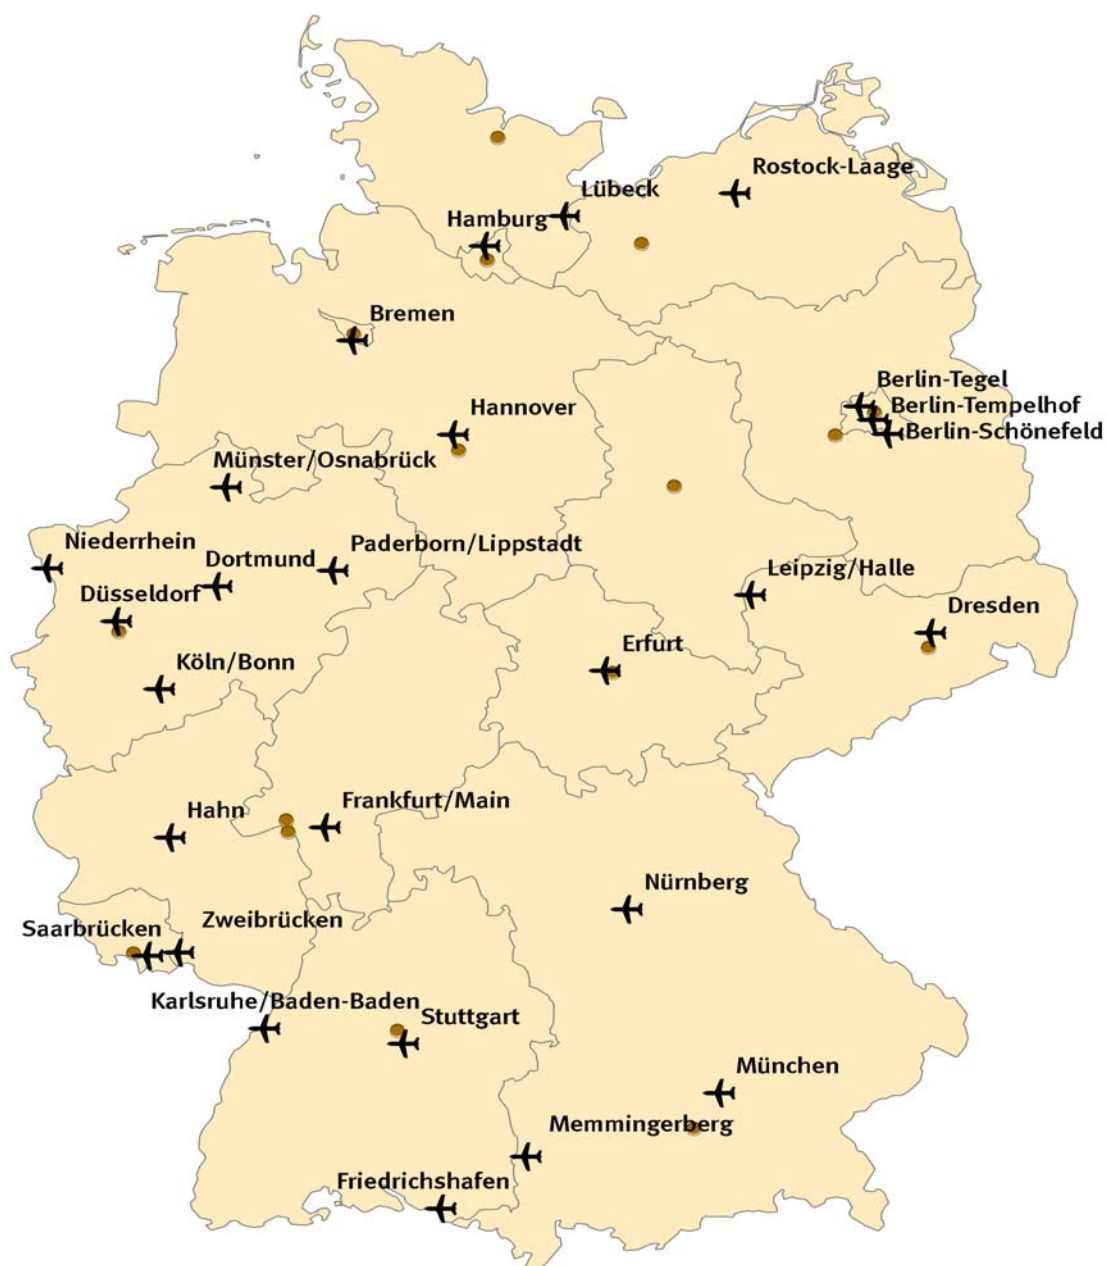 Rostock-Laage
Lübeck
Hamburg
Bremen
Berlin-Tegel
Hannover
Berlin-Tempelhof
Berlin-Schönefeld
Münster/Osnabrück
Niederrhein
Paderborn/Lippstadt
Dortmund
Leipzig/Halle
Düsseldorf
Dresden
Erfurt
Köln/Bonn
Frankfurt/Main
Hahn
Nürnberg
Zweibrücken
Saarbrücken
Karlsruhe/Baden-Baden
Stuttgart
München
Memmingerberg
Friedrichshafen